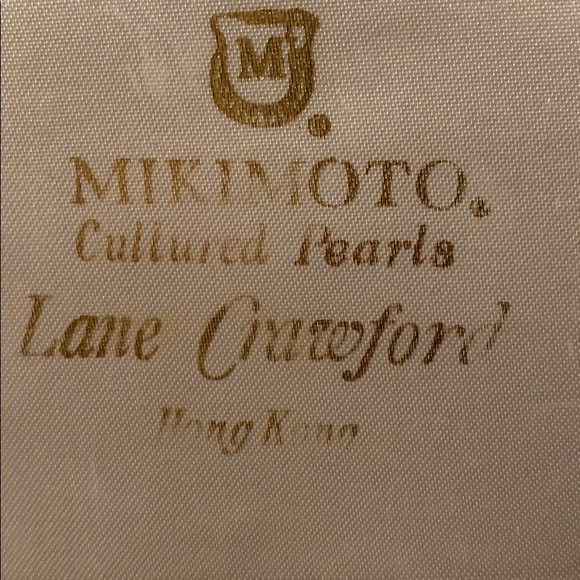 M
MIKIMOTO®
Cultured Pearls
Lane Crawford
Hong Kong